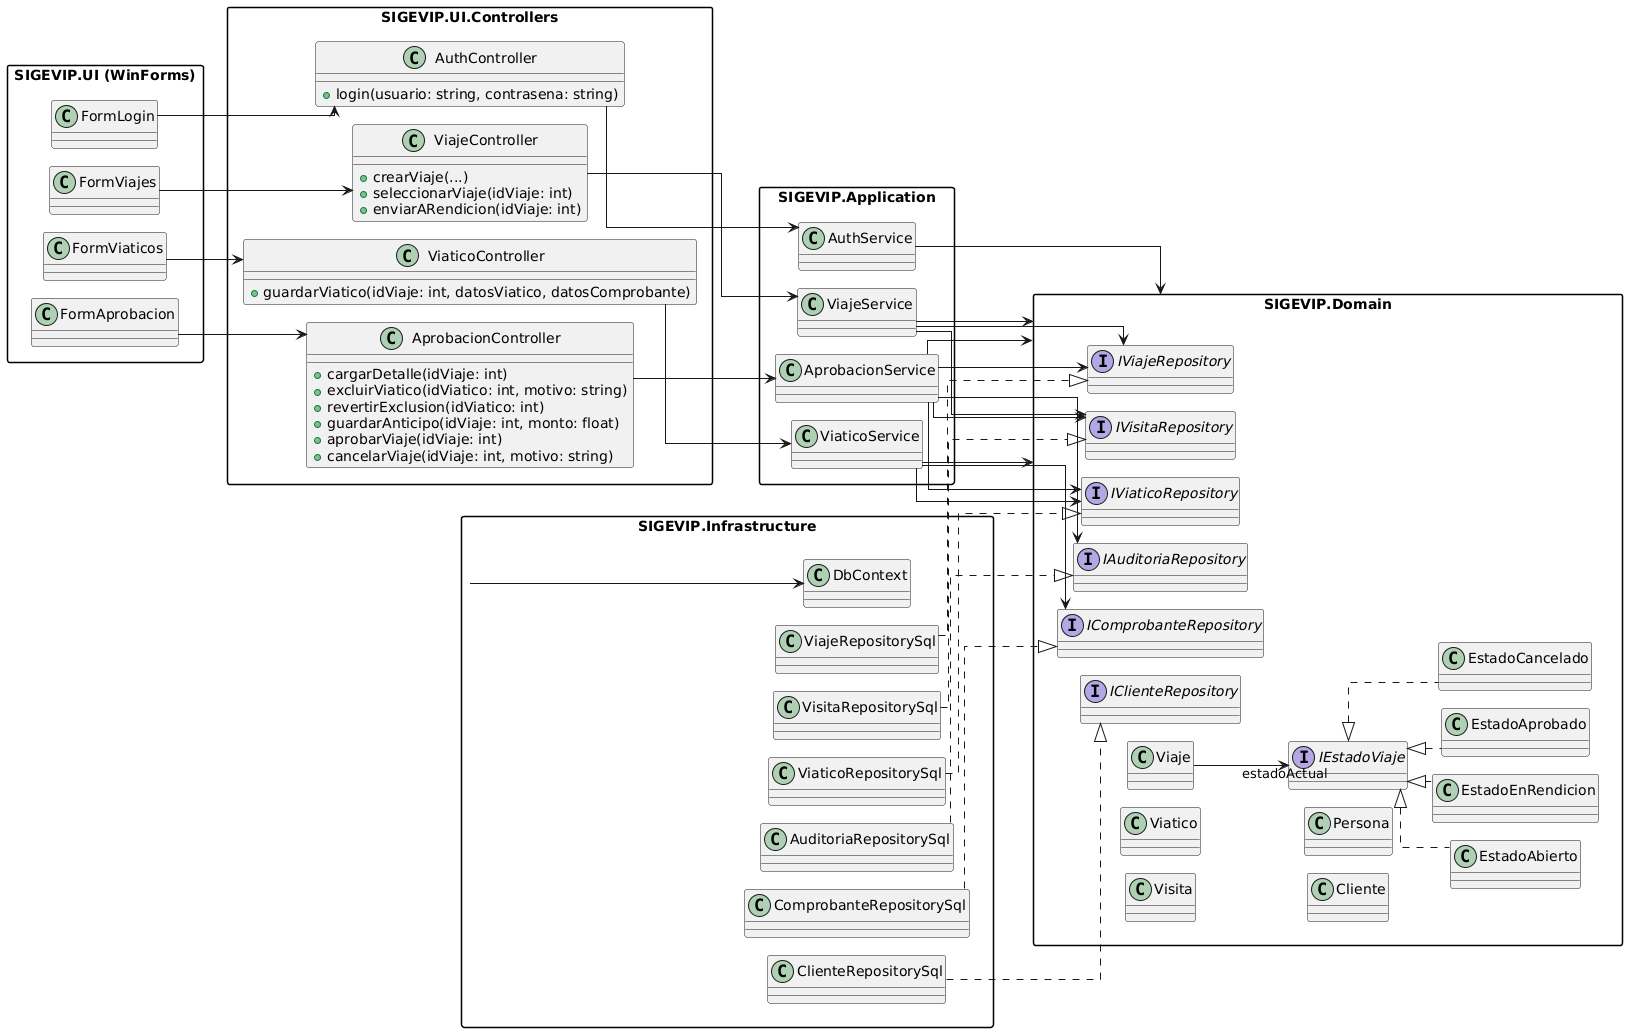 SIGEVIP.UI (WinForms)
C FormLogin
C FormViajes
C FormViaticos
C FormAprobacion
SIGEVIP.UI.Controllers
C AuthController
login(usuario: string, contrasena: string)
C ViajeController
crearViaje(...)
seleccionarViaje(idViaje: int)
enviarARendicion(idViaje: int)
C ViaticoController
guardarViatico(idViaje: int, datosViatico, datosComprobante)
C AprobacionController
cargarDetalle(idViaje: int)
excluirViatico(idViatico: int, motivo: string)
revertirExclusion(idViatico: int)
guardarAnticipo(idViaje: int, monto: float)
aprobarViaje(idViaje: int)
cancelarViaje(idViaje: int, motivo: string)
SIGEVIP.Application
C AuthService
C ViajeService
C AprobacionService
C ViaticoService
SIGEVIP.Infrastructure
C DbContext
C ViajeRepositorySql
C VisitaRepositorySql
C ViaticoRepositorySql
C AuditoriaRepositorySql
C ComprobanteRepositorySql
C ClienteRepositorySql
SIGEVIP.Domain
I IViajeRepository
I IVisitaRepository
I IViaticoRepository
I IAuditoriaRepository
I IComprobanteRepository
I IClienteRepository
C Viaje
estadoActual
I IEstadoViaje
C Viatico
C Persona
C Visita
C Cliente
C EstadoCancelado
C EstadoAprobado
C EstadoEnRendicion
C EstadoAbierto